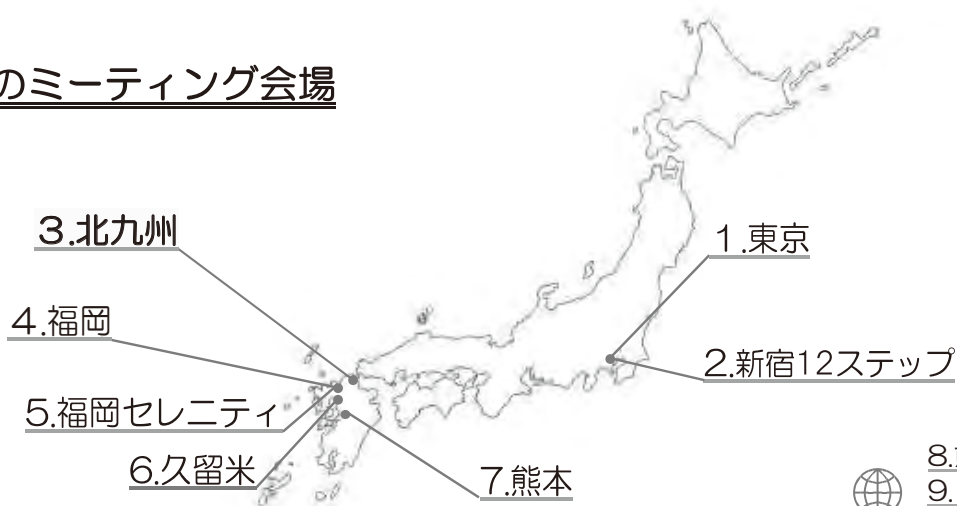 のミーティング会場
1.東京
2.新宿12ステップ
3.北九州
4.福岡
5.福岡セレニティ
6.久留米
7.熊本
8.
9.